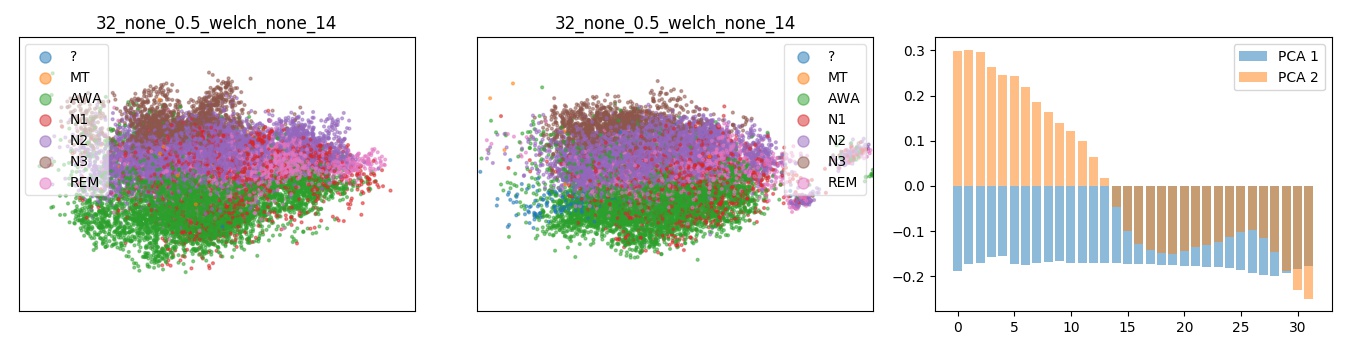 32_none_0.5_welch_none_14
?
MT
AWA
N1
N2
N3
REM
32_none_0.5_welch_none_14
?
MT
AWA
N1
N2
N3
REM
0.3
0.2
0.1
0.0
−0.1
−0.2
PCA 1
PCA 2
0
5
10
15
20
25
30